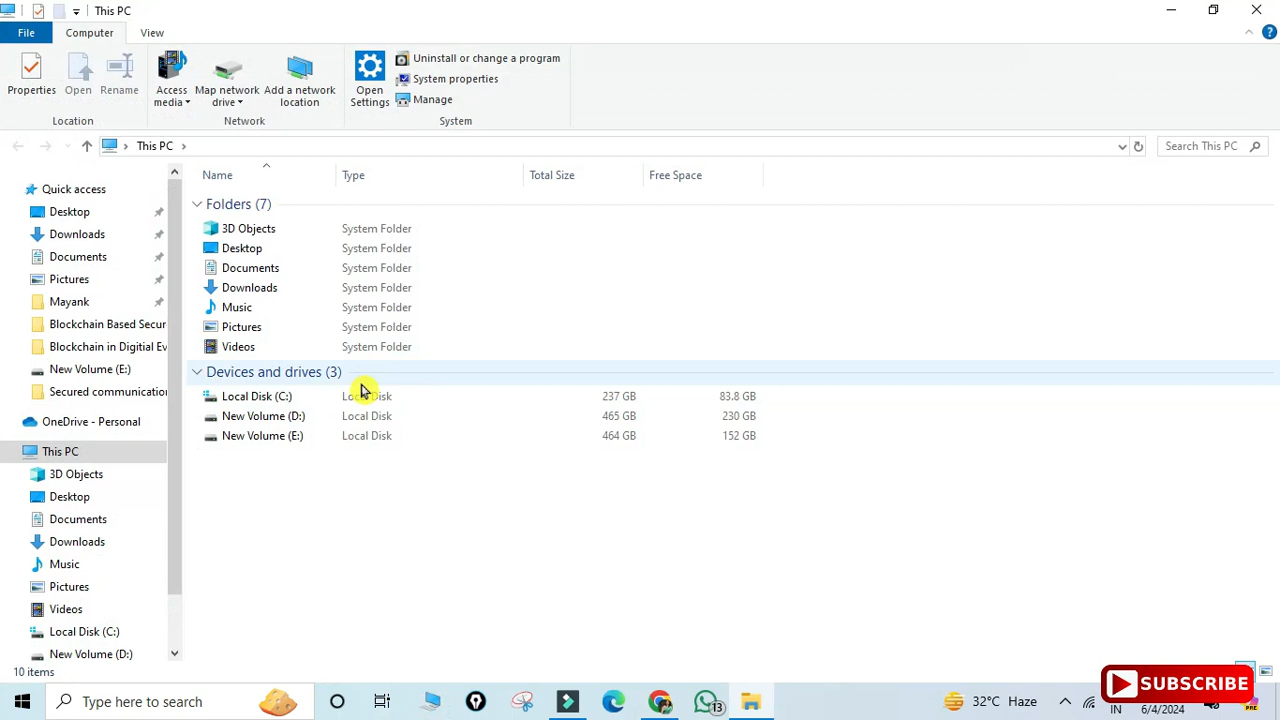 This PC
File Computer View
Properties Open Rename Access media Map network drive Add a network location Open Settings Uninstall or change a program
System properties
Manage
Location Network System
This PC
Search This PC
Quick access
Desktop
Downloads
Documents
Pictures
Mayank
Blockchain Based Secur
Blockchain in Digital Ev
New Volume (E:)
Secured communicatio
OneDrive - Personal
This PC
3D Objects
Desktop
Documents
Downloads
Music
Pictures
Videos
Local Disk (C:)
New Volume (D:)
Name Type Total Size Free Space
Folders (7)
3D Objects System Folder
Desktop System Folder
Documents System Folder
Downloads System Folder
Music System Folder
Pictures System Folder
Videos System Folder
Devices and drives (3)
Local Disk (C:) Local Disk 237 GB 83.8 GB
New Volume (D:) Local Disk 465 GB 230 GB
New Volume (E:) Local Disk 464 GB 152 GB
10 items
SUBSCRIBE
Type here to search
13
32°C Haze
IN
6/4/2024
PRE